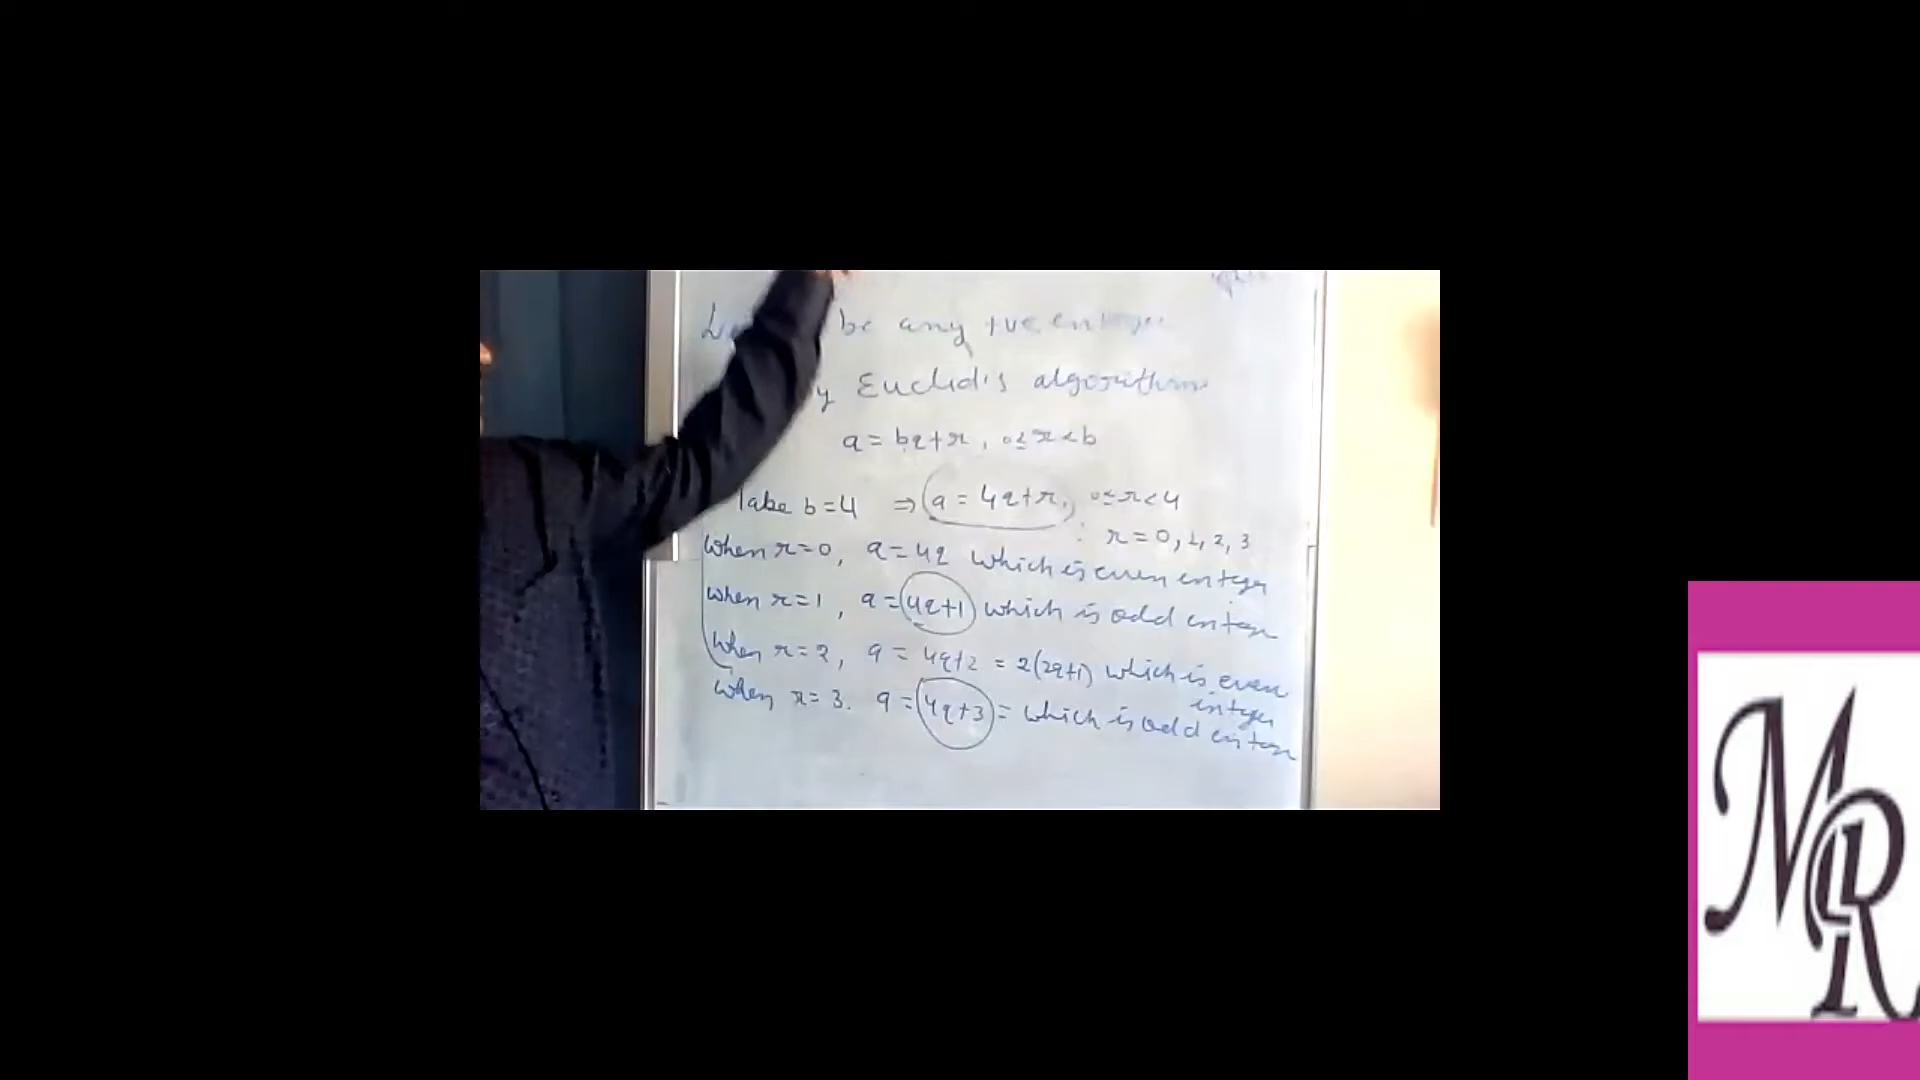 be any +ve integer
y Euclid's algorithm
a = bq+r, 0≤r<b
Take b=4 ⇒ a = 4q+r, 0≤r<4
∴ r=0, 1, 2, 3
When r=0, a=4q which is even integer
when r=1, a=4q+1 which is odd integer
When r=2, a = 4q+2 = 2(2q+1) which is even
integer
when r=3. a = 4q+3 = which is odd integer
MR